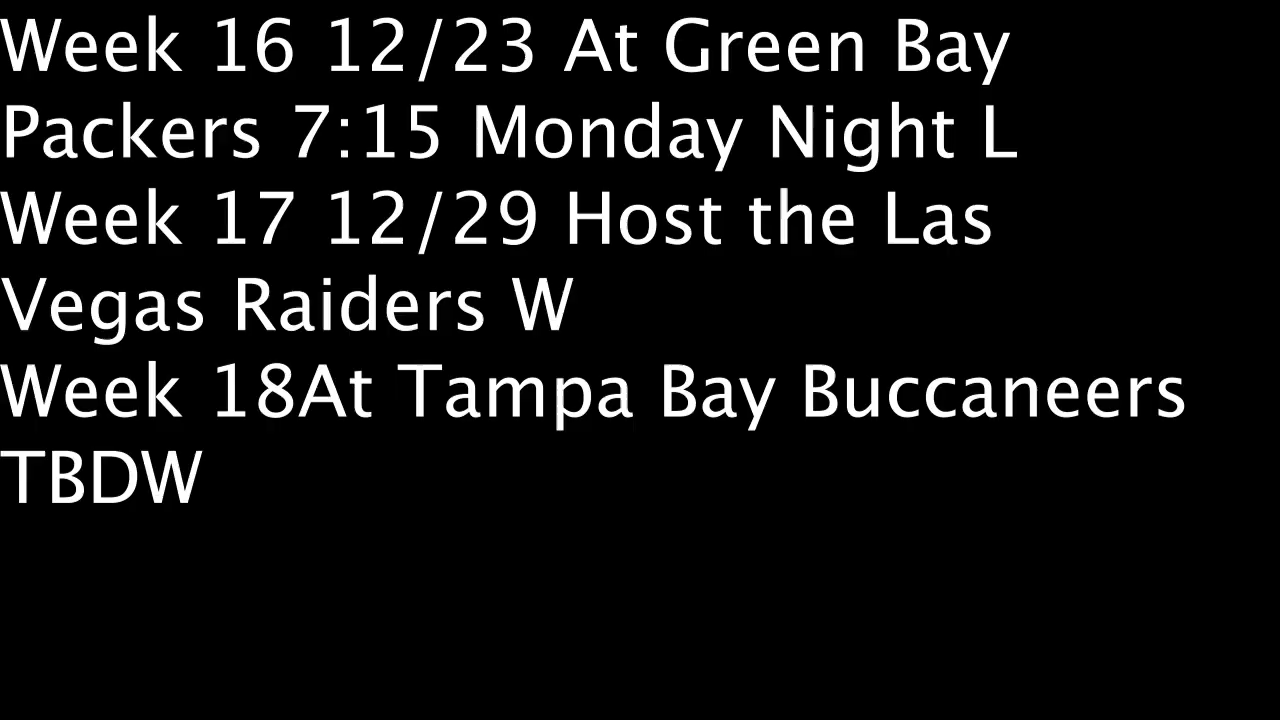 Week 16 12/23 At Green Bay
Packers 7:15 Monday Night L
Week 17 12/29 Host the Las
Vegas Raiders W
Week 18At Tampa Bay Buccaneers
TBDW